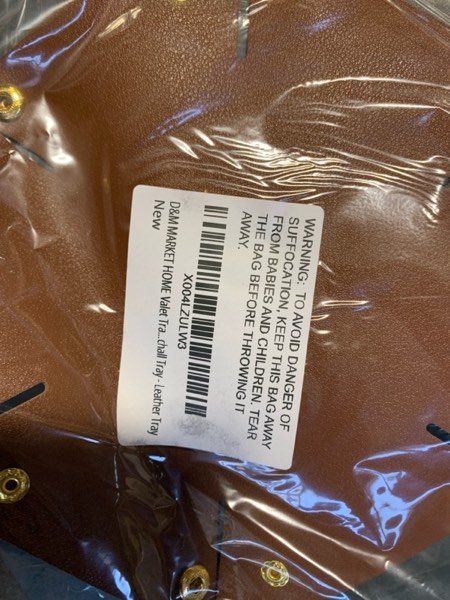 WARNING: TO AVOID DANGER OF
SUFFOCATION, KEEP THIS BAG AWAY
FROM BABIES AND CHILDREN. TEAR
THE BAG BEFORE THROWING IT
AWAY.
X004LZULW3
D&M MARKET HOME Valet Tra...chall Tray - Leather Tray
New